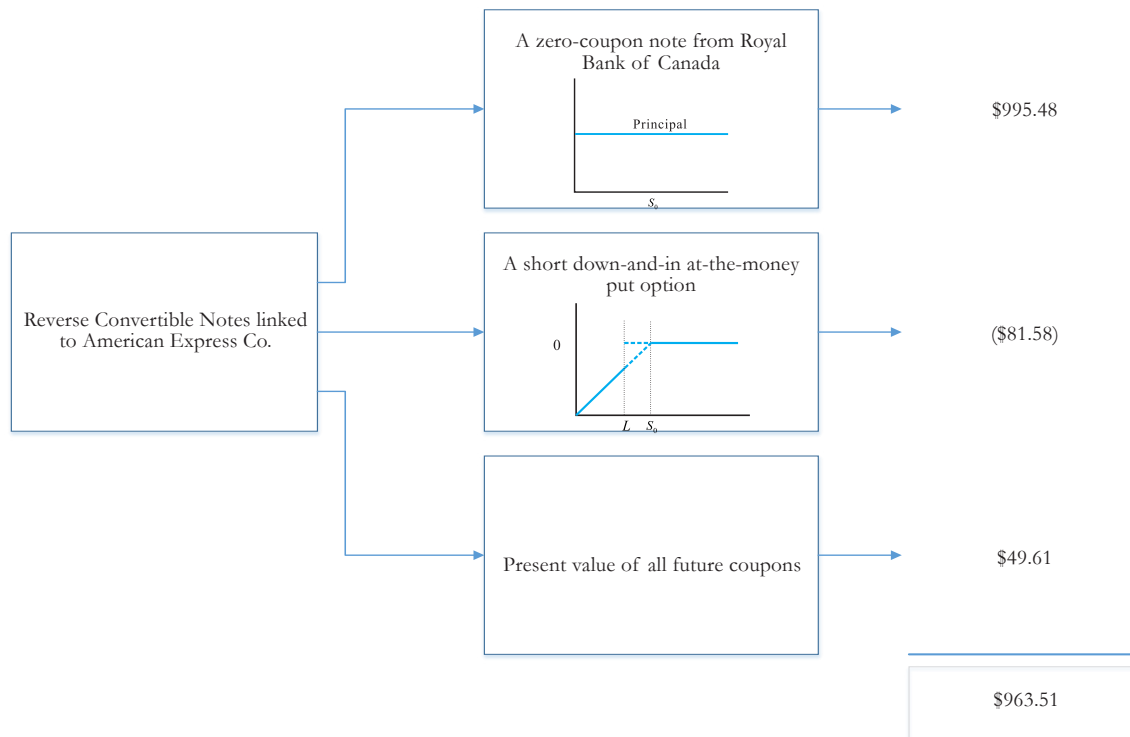 A zero-coupon note from Royal
Bank of Canada
Principal
S₀
$995.48
Reverse Convertible Notes linked
to American Express Co.
A short down-and-in at-the-money
put option
0
L S₀
($81.58)
Present value of all future coupons
$49.61
$963.51